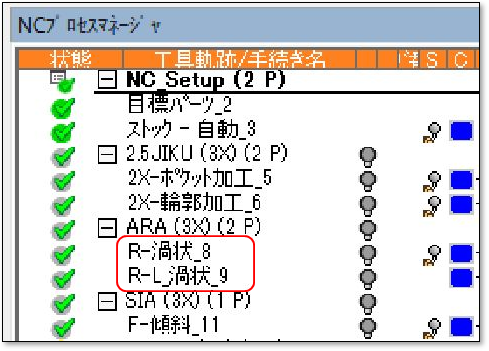 NCプロセスマネージャ
状態 工具軌跡/手続き名 S C
NC Setup (2 P)
目標パーツ_2
ストック - 自動_3
2.5JIKU (3X) (2 P)
2X-ポケット加工_5
2X-輪郭加工_6
ARA (3X) (2 P)
R-渦状_8
R-L_渦状_9
SIA (3X) (1 P)
F-傾斜_11